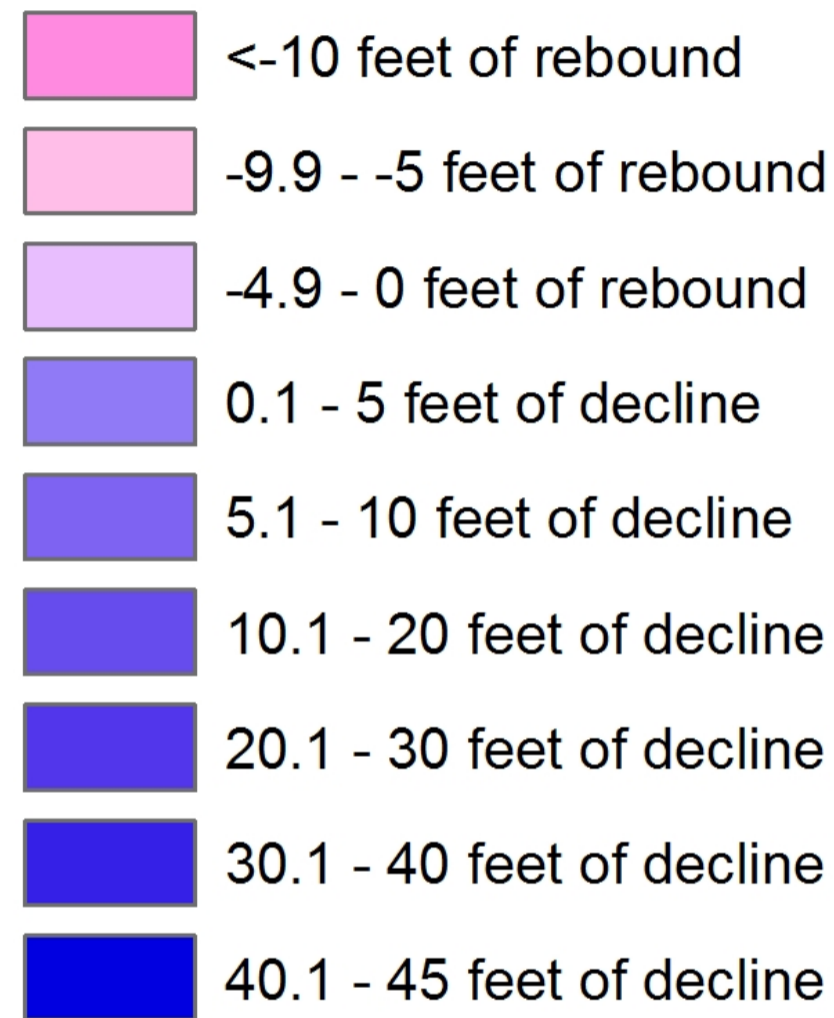 <-10 feet of rebound
-9.9 - -5 feet of rebound
-4.9 - 0 feet of rebound
0.1 - 5 feet of decline
5.1 - 10 feet of decline
10.1 - 20 feet of decline
20.1 - 30 feet of decline
30.1 - 40 feet of decline
40.1 - 45 feet of decline